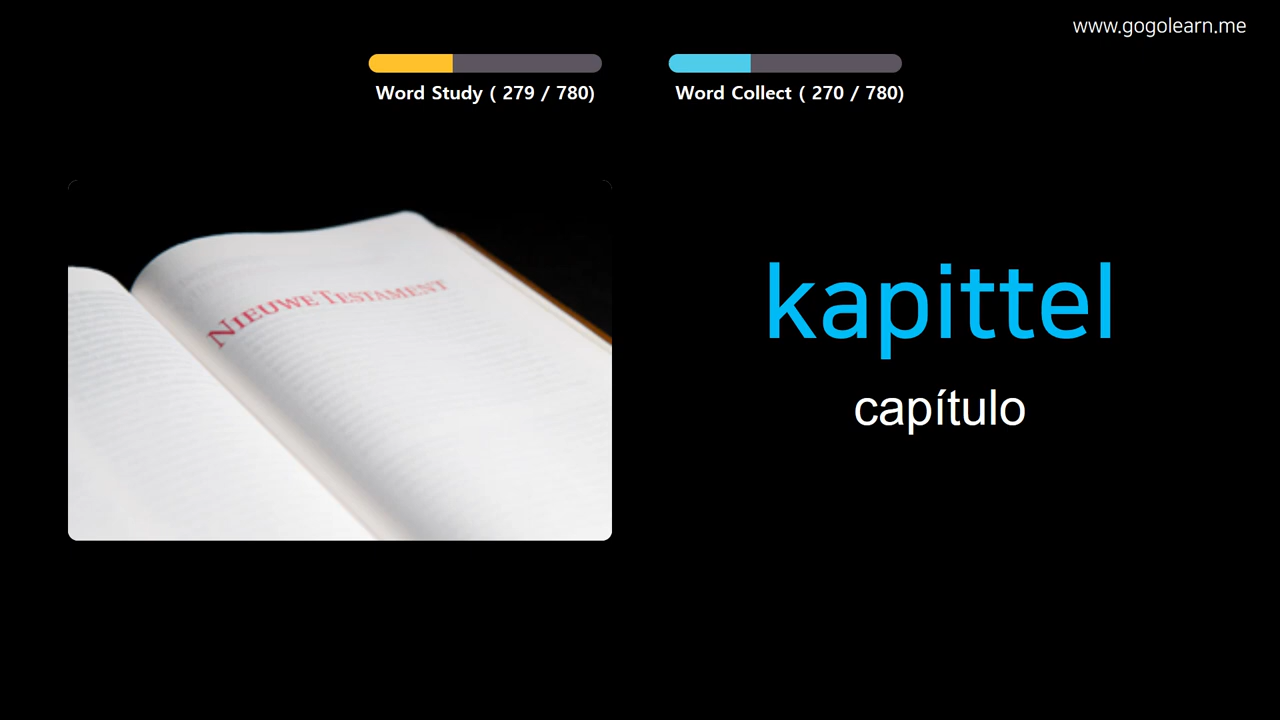 www.gogolearn.me
Word Study ( 279 / 780)
Word Collect ( 270 / 780)
NIEUWE TESTAMENT
kapittel
capítulo